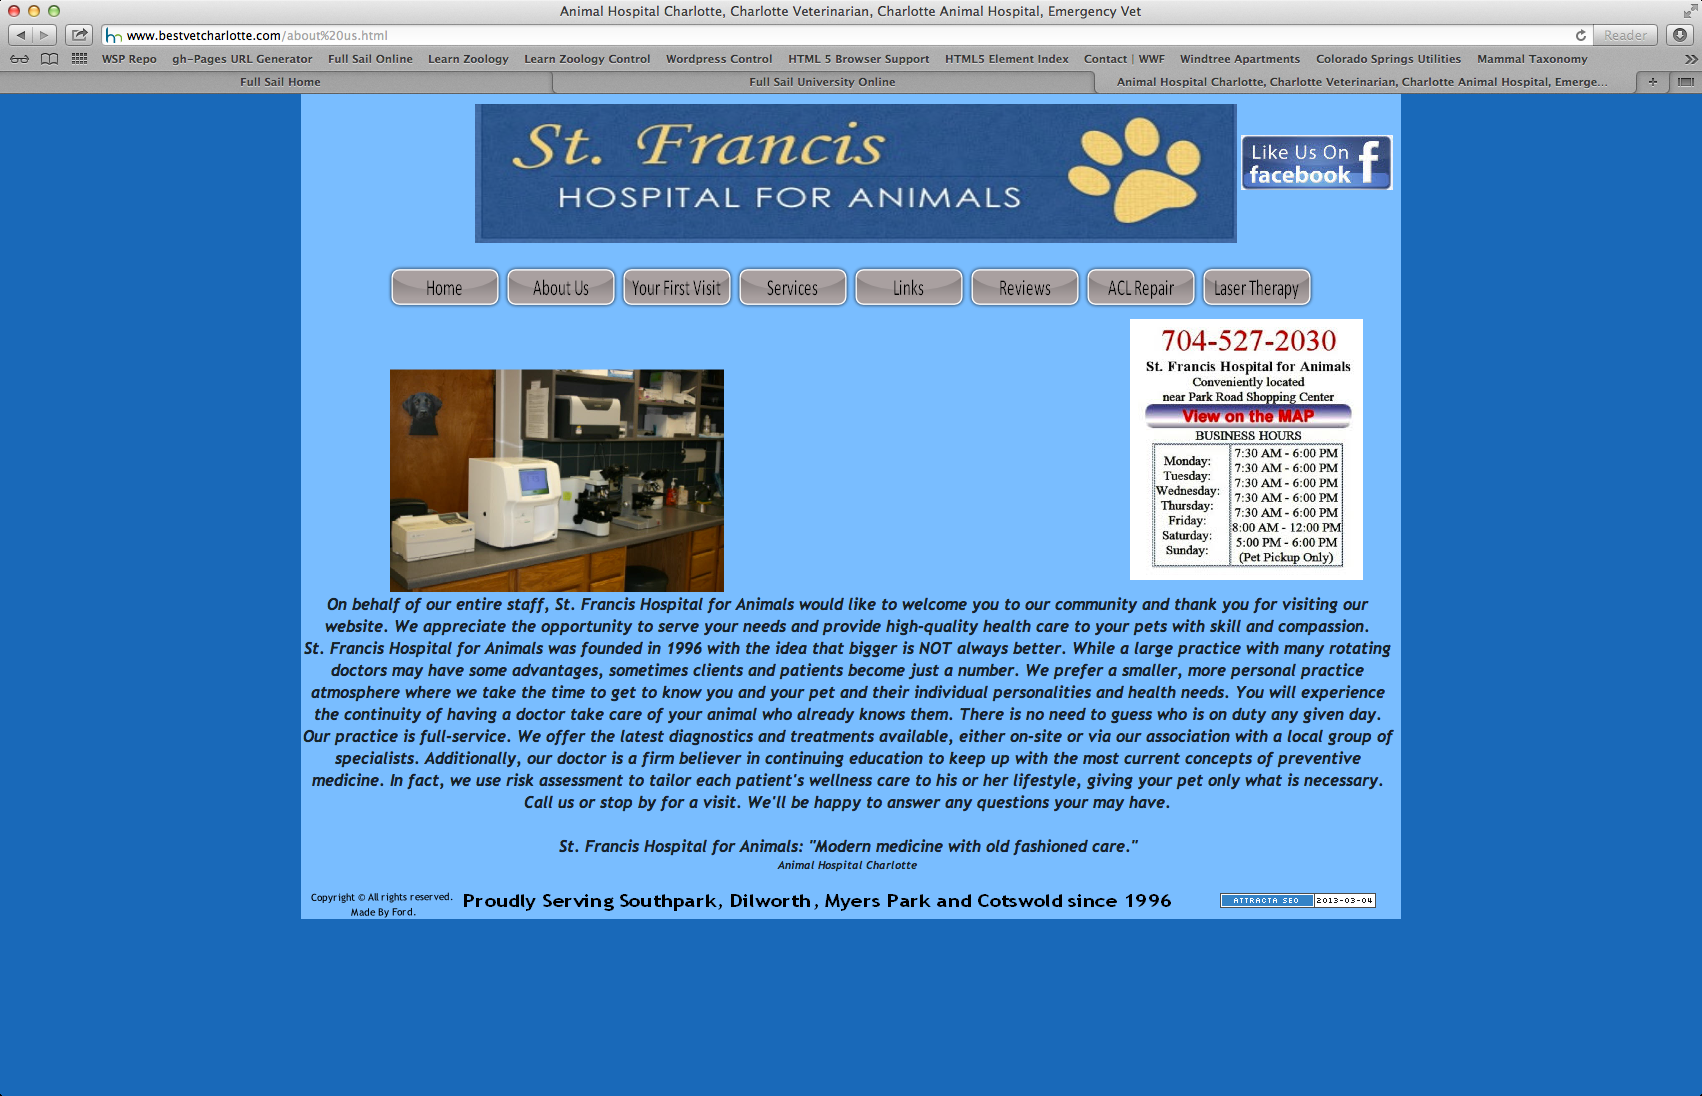 Animal Hospital Charlotte, Charlotte Veterinarian, Charlotte Animal Hospital, Emergency Vet
www.bestvetcharlotte.com/about%20us.html
Reader
WSP Repo gh-Pages URL Generator Full Sail Online Learn Zoology Learn Zoology Control Wordpress Control HTML 5 Browser Support HTML5 Element Index Contact | WWF Windtree Apartments Colorado Springs Utilities Mammal Taxonomy
Full Sail Home Full Sail University Online Animal Hospital Charlotte, Charlotte Veterinarian, Charlotte Animal Hospital, Emerge...
St. Francis
HOSPITAL FOR ANIMALS
Like Us On
facebook
Home About Us Your First Visit Services Links Reviews ACL Repair Laser Therapy
704-527-2030
St. Francis Hospital for Animals
Conveniently located
near Park Road Shopping Center
View on the MAP
BUSINESS HOURS
Monday:
Tuesday:
Wednesday:
Thursday:
Friday:
Saturday:
Sunday:
7:30 AM - 6:00 PM
7:30 AM - 6:00 PM
7:30 AM - 6:00 PM
7:30 AM - 6:00 PM
7:30 AM - 6:00 PM
8:00 AM - 12:00 PM
5:00 PM - 6:00 PM
(Pet Pickup Only)
On behalf of our entire staff, St. Francis Hospital for Animals would like to welcome you to our community and thank you for visiting our
website. We appreciate the opportunity to serve your needs and provide high-quality health care to your pets with skill and compassion.
St. Francis Hospital for Animals was founded in 1996 with the idea that bigger is NOT always better. While a large practice with many rotating
doctors may have some advantages, sometimes clients and patients become just a number. We prefer a smaller, more personal practice
atmosphere where we take the time to get to know you and your pet and their individual personalities and health needs. You will experience
the continuity of having a doctor take care of your animal who already knows them. There is no need to guess who is on duty any given day.
Our practice is full-service. We offer the latest diagnostics and treatments available, either on-site or via our association with a local group of
specialists. Additionally, our doctor is a firm believer in continuing education to keep up with the most current concepts of preventive
medicine. In fact, we use risk assessment to tailor each patient's wellness care to his or her lifestyle, giving your pet only what is necessary.
Call us or stop by for a visit. We'll be happy to answer any questions your may have.
St. Francis Hospital for Animals: "Modern medicine with old fashioned care."
Animal Hospital Charlotte
Copyright © All rights reserved.
Made By Ford.
Proudly Serving Southpark, Dilworth, Myers Park and Cotswold since 1996
ATTRACTA SEO 2013-03-04